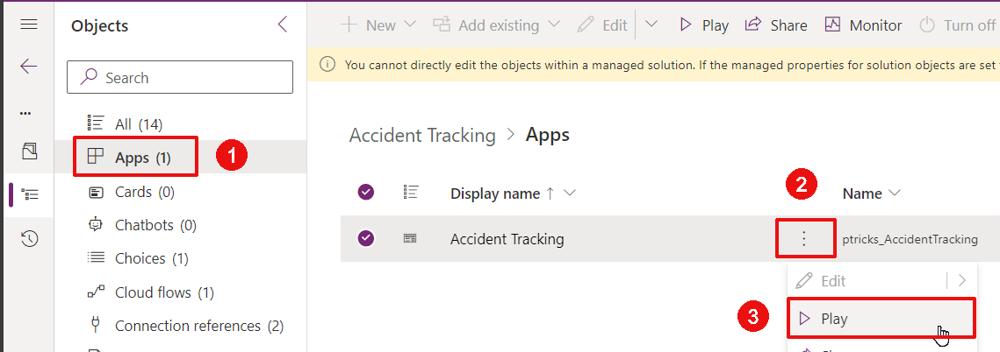 Objects
New
Add existing
Edit
Play
Share
Monitor
Turn off
Search
You cannot directly edit the objects within a managed solution. If the managed properties for solution objects are set
All (14)
Apps (1)
1
Cards (0)
Chatbots (0)
Choices (1)
Cloud flows (1)
Connection references (2)
Accident Tracking > Apps
2
Display name ↑
Name
Accident Tracking
ptricks_AccidentTracking
Edit
3
Play